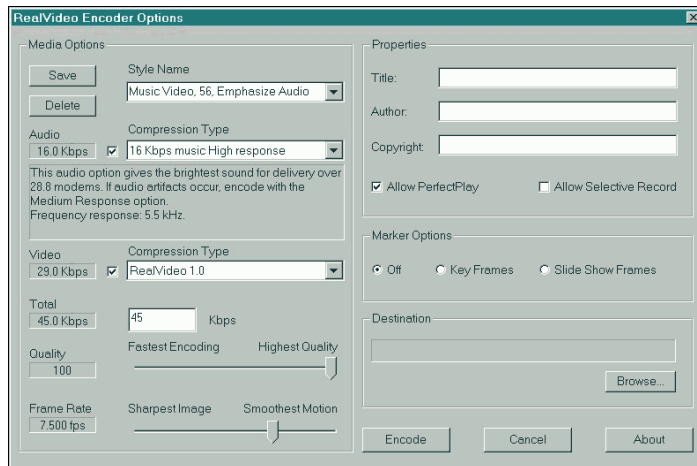 RealVideo Encoder Options
Media Options
Save
Delete
Style Name
Music Video, 56, Emphasize Audio
Audio
16.0 Kbps
Compression Type
16 Kbps music High response
This audio option gives the brightest sound for delivery over
28.8 modems. If audio artifacts occur, encode with the
Medium Response option.
Frequency response: 5.5 kHz.
Video
29.0 Kbps
Compression Type
RealVideo 1.0
Total
45.0 Kbps
45
Kbps
Quality
100
Fastest Encoding
Highest Quality
Frame Rate
7.500 fps
Sharpest Image
Smoothest Motion
Properties
Title:
Author:
Copyright:
Allow PerfectPlay
Allow Selective Record
Marker Options
Off
Key Frames
Slide Show Frames
Destination
Browse...
Encode
Cancel
About